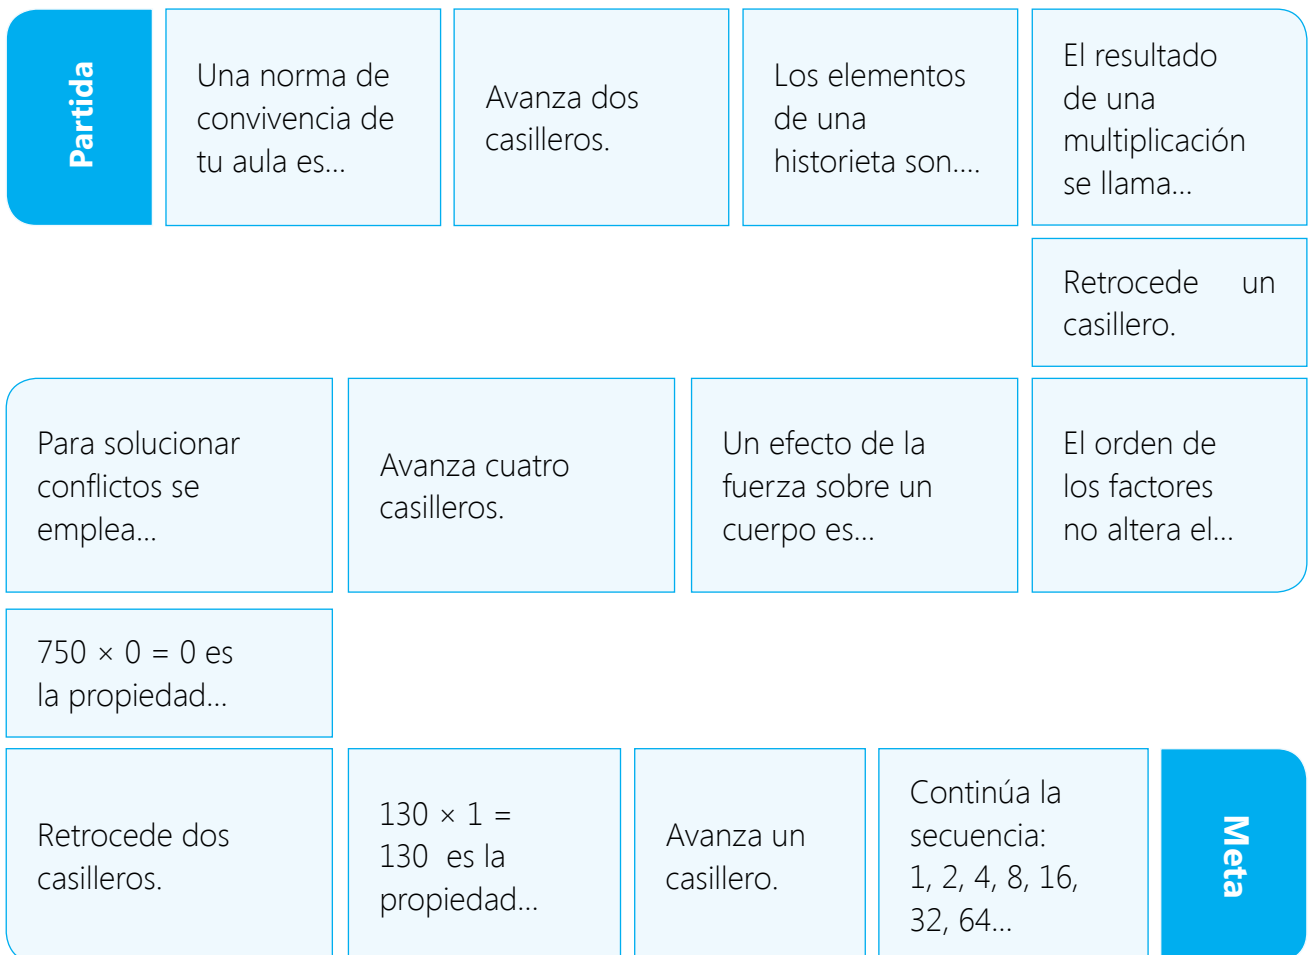 Partida
Una norma de
convivencia de
tu aula es...
Avanza dos
casilleros.
Los elementos
de una
historieta son....
El resultado
de una
multiplicación
se llama...
Retrocede un
casillero.
El orden de
los factores
no altera el...
Un efecto de la
fuerza sobre un
cuerpo es...
Avanza cuatro
casilleros.
Para solucionar
conflictos se
emplea...
750 × 0 = 0 es
la propiedad...
Retrocede dos
casilleros.
130 × 1 =
130 es la
propiedad...
Avanza un
casillero.
Continúa la
secuencia:
1, 2, 4, 8, 16,
32, 64...
Meta